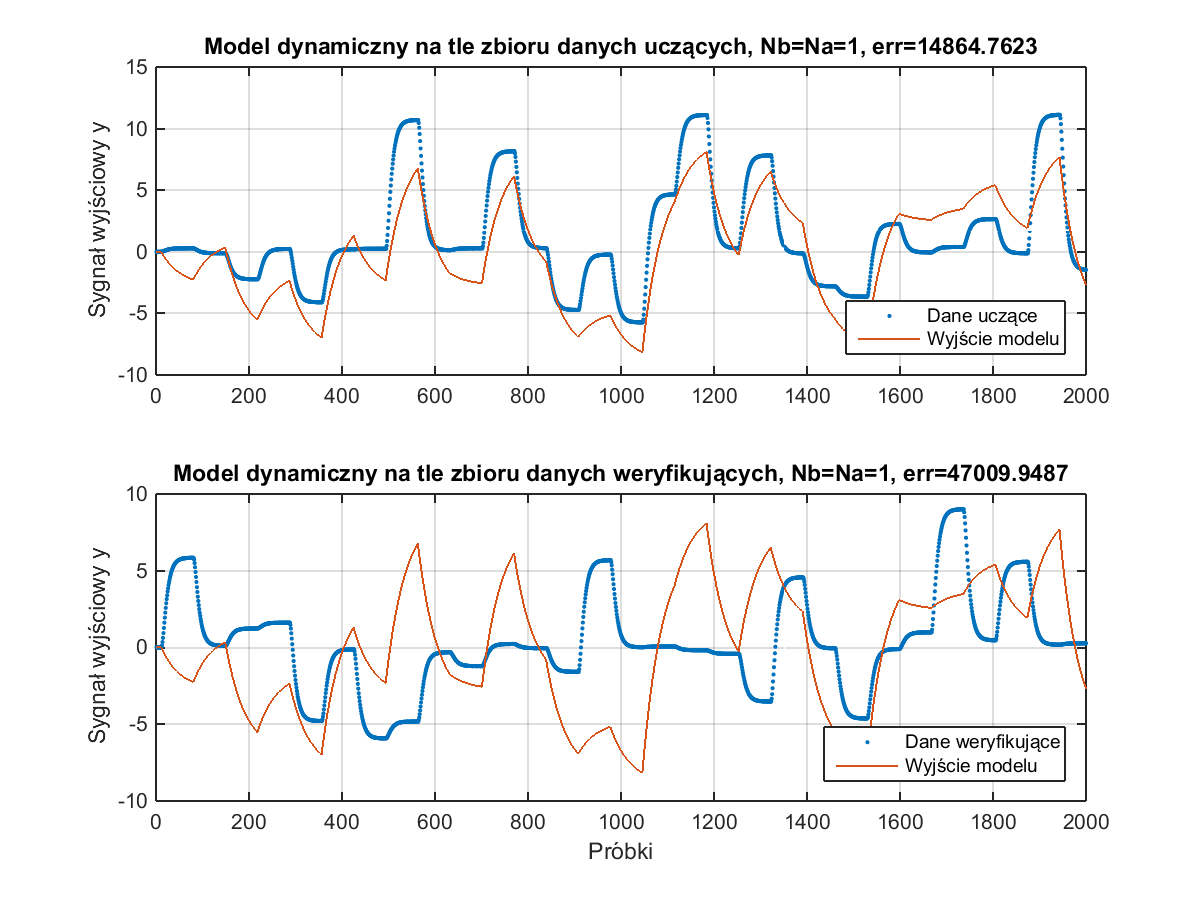 Model dynamiczny na tle zbioru danych uczących, Nb=Na=1, err=14864.7623
15
10
5
0
-5
-10
Sygnał wyjściowy y
Dane uczące
Wyjście modelu
0 200 400 600 800 1000 1200 1400 1600 1800 2000
Model dynamiczny na tle zbioru danych weryfikujących, Nb=Na=1, err=47009.9487
10
5
0
-5
-10
Sygnał wyjściowy y
Dane weryfikujące
Wyjście modelu
0 200 400 600 800 1000 1200 1400 1600 1800 2000
Próbki